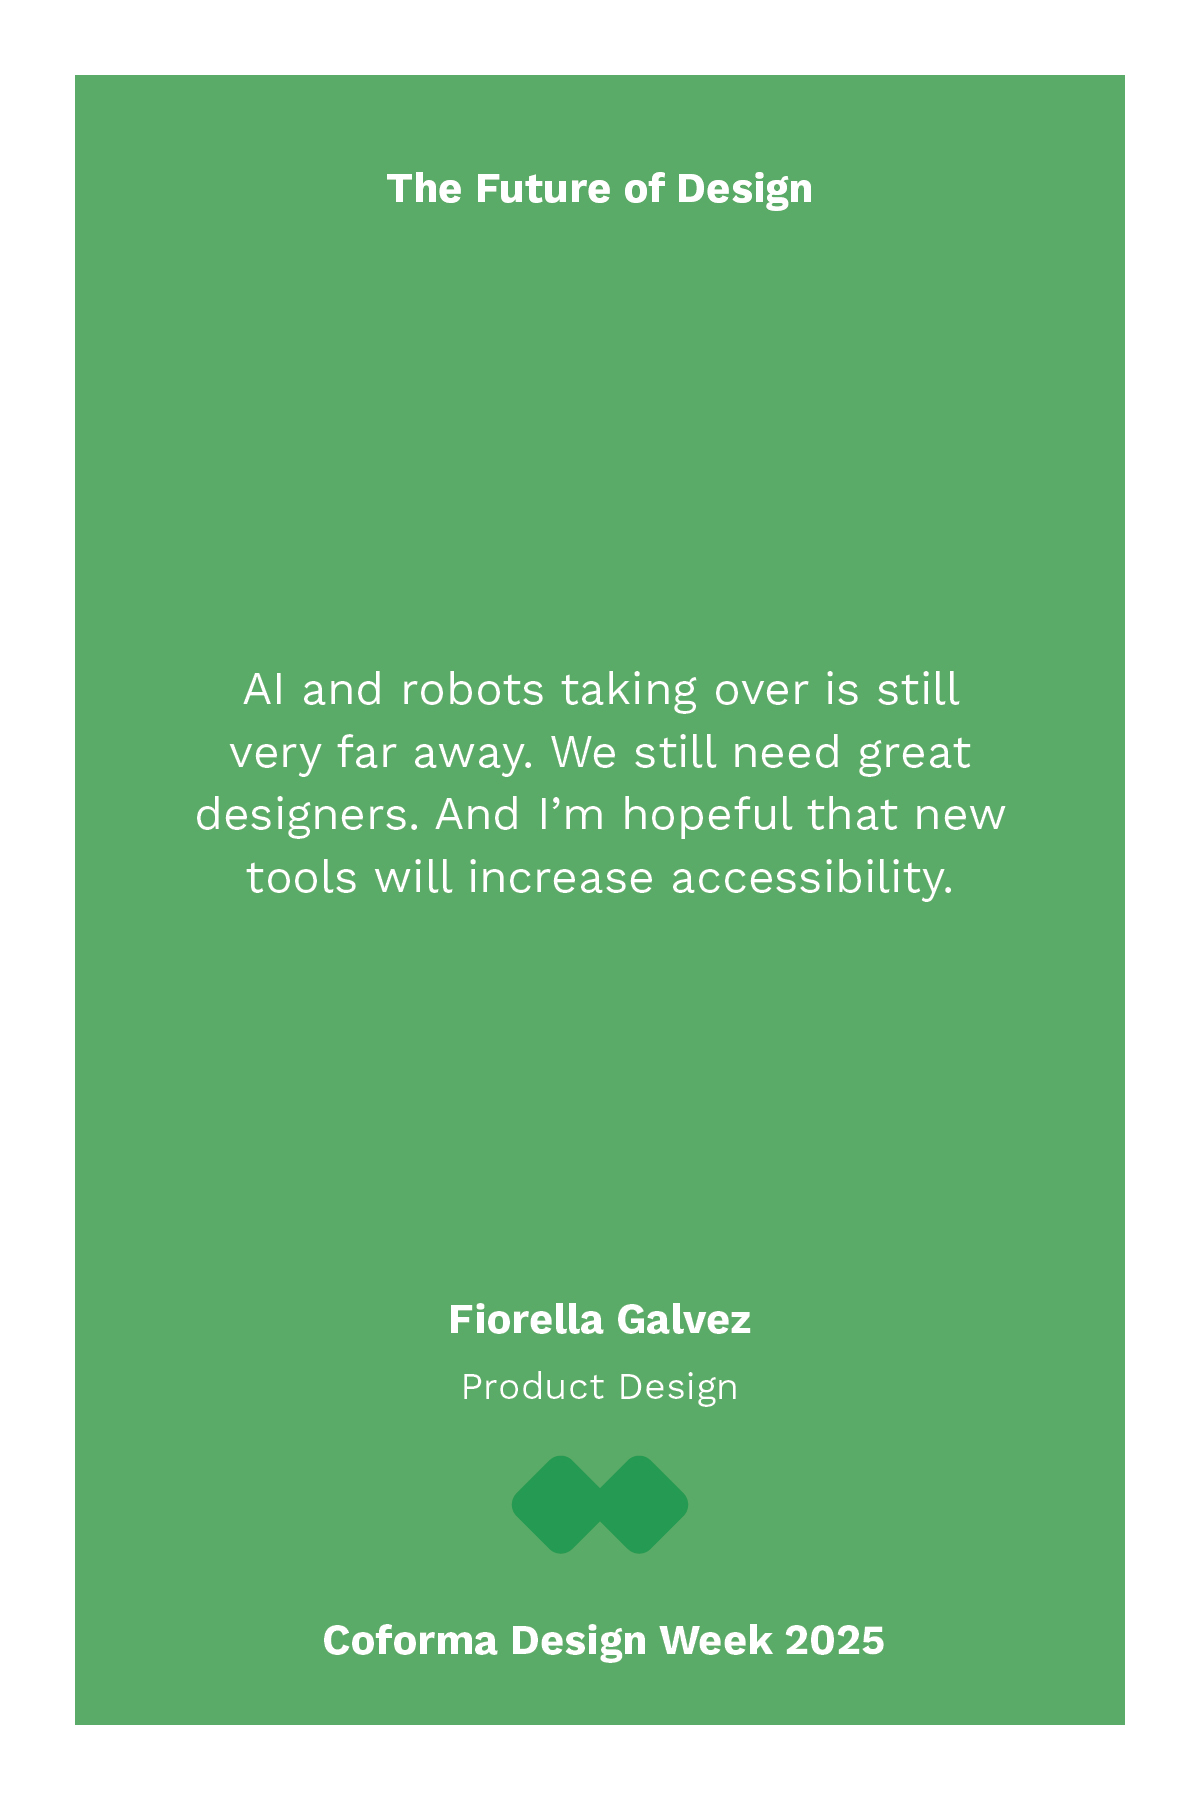 The Future of Design
AI and robots taking over is still
very far away. We still need great
designers. And I’m hopeful that new
tools will increase accessibility.
Fiorella Galvez
Product Design
Coforma Design Week 2025